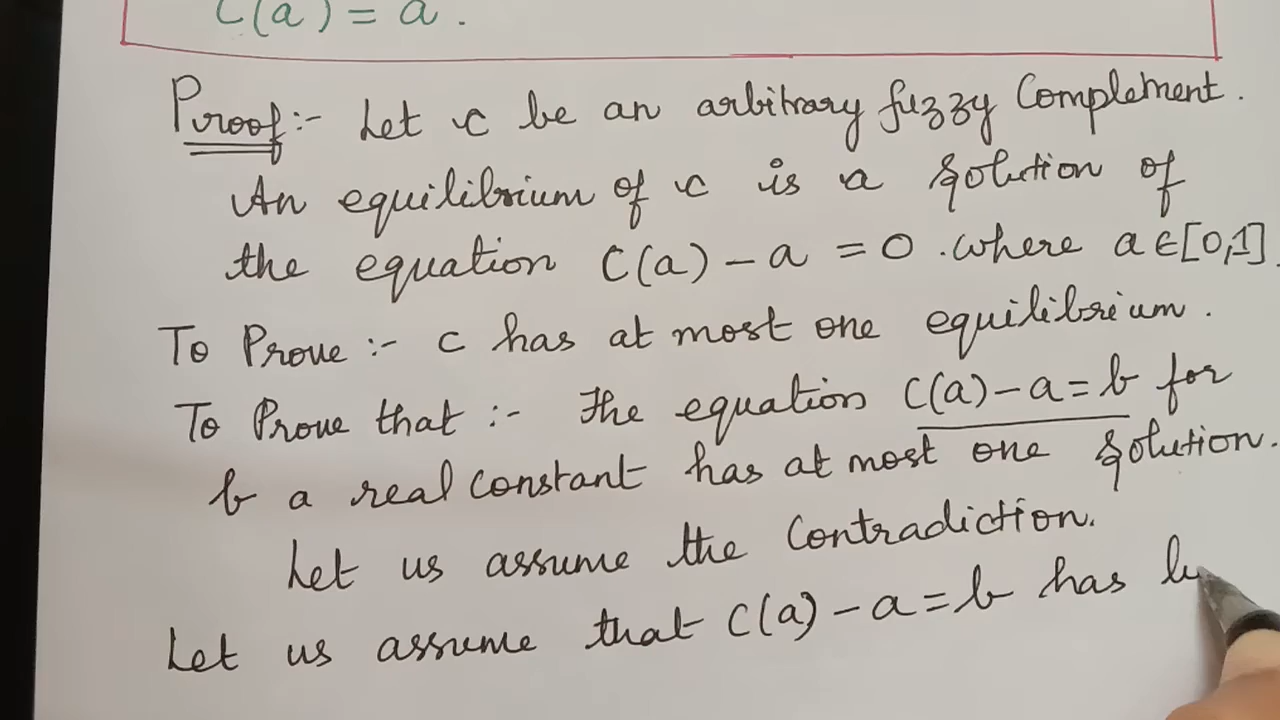 C(a) = a.
Proof:- Let c be an arbitrary fuzzy Complement.
An equilibrium of c is a solution of
the equation C(a) - a = 0. where a ∈ [0,1].
To Prove :- c has at most one equilibrium.
To Prove that :- The equation C(a) - a = b for
b a real constant has at most one solution.
Let us assume the Contradiction.
Let us assume that C(a) - a = b has